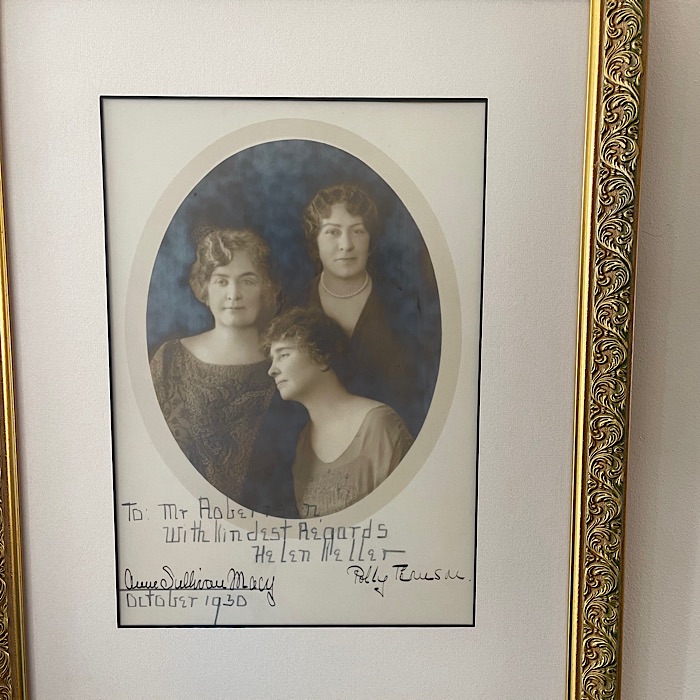 To: Mr
With Kindest Regards
Helen Keller
Anne Sullivan Macy
Polly
October 1930